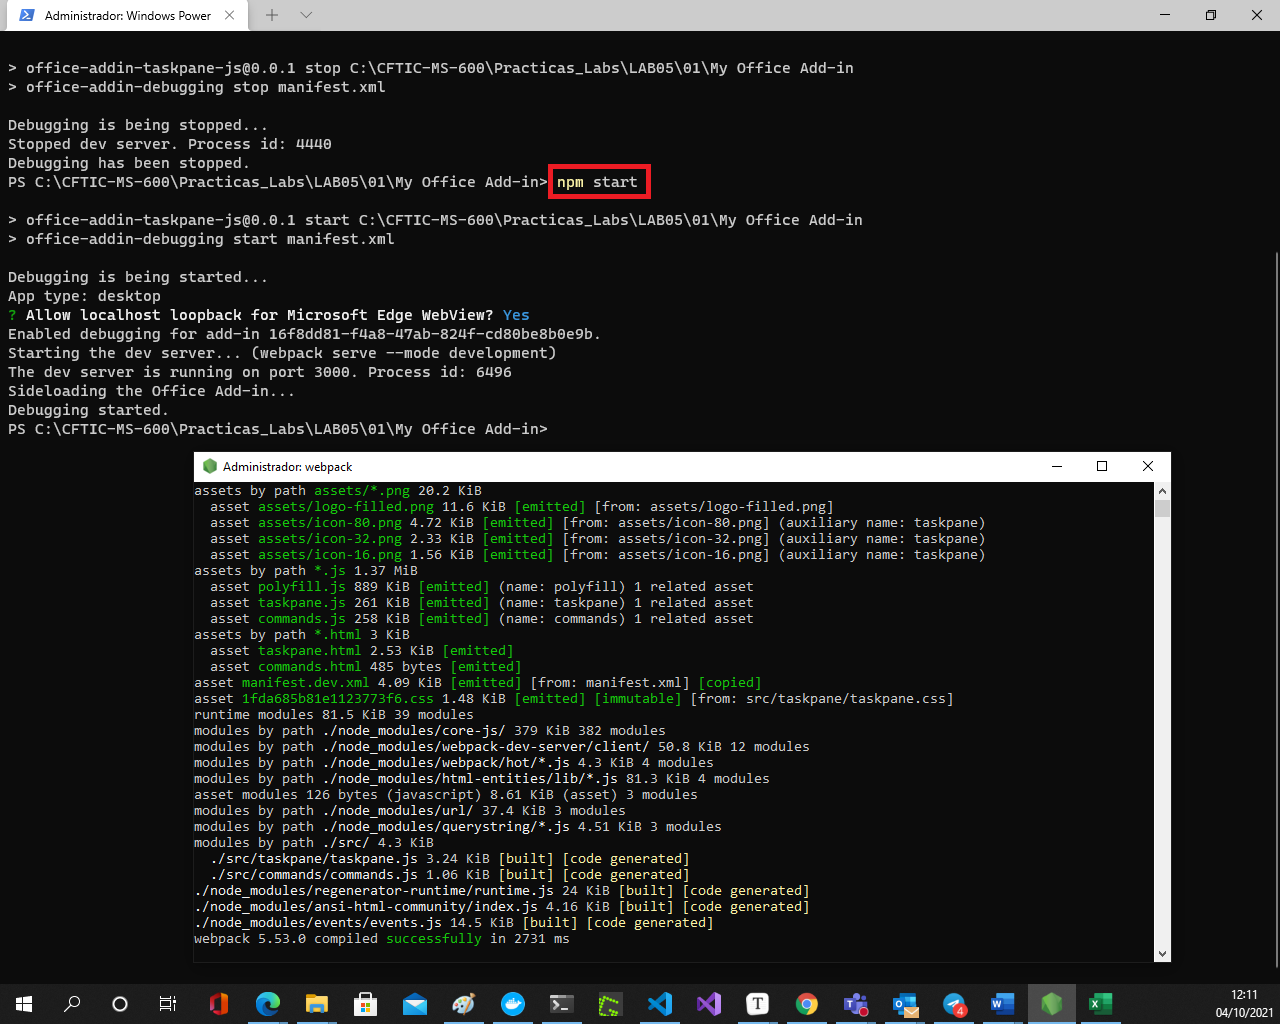 Administrador: Windows Power
> office-addin-taskpane-js@0.0.1 stop C:\CFTIC-MS-600\Practicas_Labs\LAB05\01\My Office Add-in
> office-addin-debugging stop manifest.xml
Debugging is being stopped...
Stopped dev server. Process id: 4440
Debugging has been stopped.
PS C:\CFTIC-MS-600\Practicas_Labs\LAB05\01\My Office Add-in> npm start
> office-addin-taskpane-js@0.0.1 start C:\CFTIC-MS-600\Practicas_Labs\LAB05\01\My Office Add-in
> office-addin-debugging start manifest.xml
Debugging is being started...
App type: desktop
? Allow localhost loopback for Microsoft Edge WebView? Yes
Enabled debugging for add-in 16f8dd81-f4a8-47ab-824f-cd80be8b0e9b.
Starting the dev server... (webpack serve --mode development)
The dev server is running on port 3000. Process id: 6496
Sideloading the Office Add-in...
Debugging started.
PS C:\CFTIC-MS-600\Practicas_Labs\LAB05\01\My Office Add-in>
Administrador: webpack
assets by path assets/*.png 20.2 KiB
asset assets/logo-filled.png 11.6 KiB [emitted] [from: assets/logo-filled.png]
asset assets/icon-80.png 4.72 KiB [emitted] [from: assets/icon-80.png] (auxiliary name: taskpane)
asset assets/icon-32.png 2.33 KiB [emitted] [from: assets/icon-32.png] (auxiliary name: taskpane)
asset assets/icon-16.png 1.56 KiB [emitted] [from: assets/icon-16.png] (auxiliary name: taskpane)
assets by path *.js 1.37 MiB
asset polyfill.js 889 KiB [emitted] (name: polyfill) 1 related asset
asset taskpane.js 261 KiB [emitted] (name: taskpane) 1 related asset
asset commands.js 258 KiB [emitted] (name: commands) 1 related asset
assets by path *.html 3 KiB
asset taskpane.html 2.53 KiB [emitted]
asset commands.html 485 bytes [emitted]
asset manifest.dev.xml 4.09 KiB [emitted] [from: manifest.xml] [copied]
asset 1fda685b81e1123773f6.css 1.48 KiB [emitted] [immutable] [from: src/taskpane/taskpane.css]
runtime modules 81.5 KiB 39 modules
modules by path ./node_modules/core-js/ 379 KiB 382 modules
modules by path ./node_modules/webpack-dev-server/client/ 50.8 KiB 12 modules
modules by path ./node_modules/webpack/hot/*.js 4.3 KiB 4 modules
modules by path ./node_modules/html-entities/lib/*.js 81.3 KiB 4 modules
asset modules 126 bytes (javascript) 8.61 KiB (asset) 3 modules
modules by path ./node_modules/url/ 37.4 KiB 3 modules
modules by path ./node_modules/querystring/*.js 4.51 KiB 3 modules
modules by path ./src/ 4.3 KiB
./src/taskpane/taskpane.js 3.24 KiB [built] [code generated]
./src/commands/commands.js 1.06 KiB [built] [code generated]
./node_modules/regenerator-runtime/runtime.js 24 KiB [built] [code generated]
./node_modules/ansi-html-community/index.js 4.16 KiB [built] [code generated]
./node_modules/events/events.js 14.5 KiB [built] [code generated]
webpack 5.53.0 compiled successfully in 2731 ms
12:11
04/10/2021